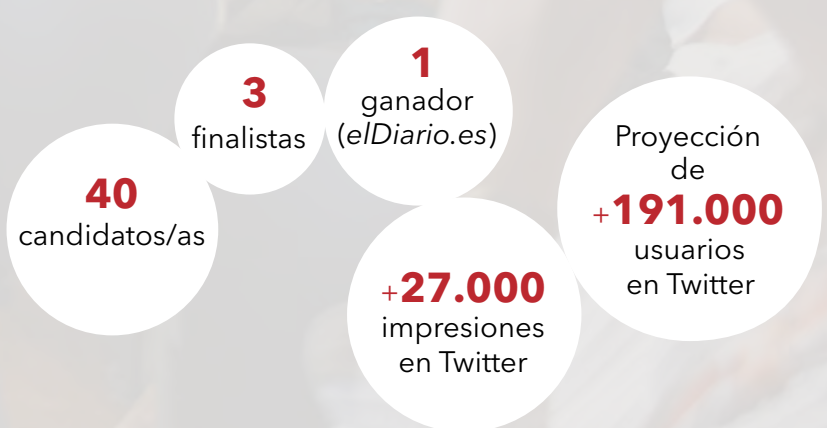 40
candidatos/as
3
finalistas
1
ganador
(elDiario.es)
+27.000
impresiones
en Twitter
Proyección
de
+191.000
usuarios
en Twitter